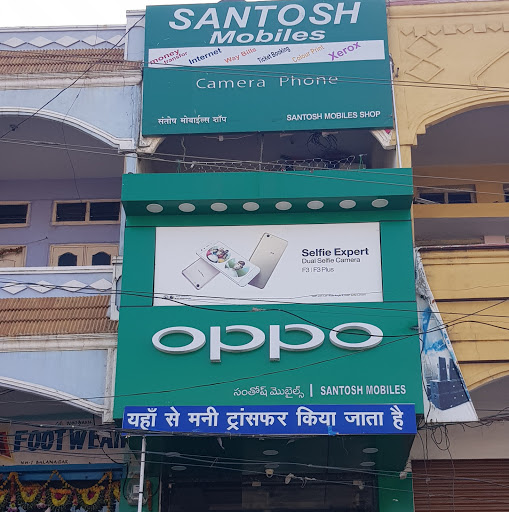 SANTOSH
Mobiles
money transfer Internet Way Bills Ticket Booking Colour Print Xerox
Camera Phone
संतोष मोबाईल्स शॉप SANTOSH MOBILES SHOP
Selfie Expert
Dual Selfie Camera
F3 | F3 Plus
oppo
సంతోష్ మొబైల్స్ | SANTOSH MOBILES
यहाँ से मनी ट्रांसफर किया जाता है
FOOTWEAR